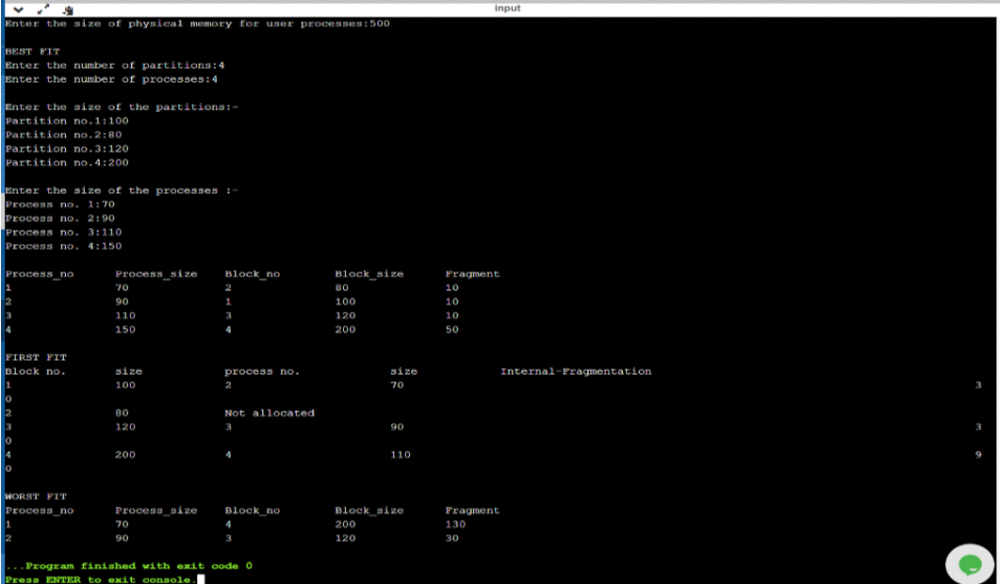 input
Enter the size of physical memory for user processes:500
BEST FIT
Enter the number of partitions:4
Enter the number of processes:4
Enter the size of the partitions:-
Partition no.1:100
Partition no.2:80
Partition no.3:120
Partition no.4:200
Enter the size of the processes :-
Process no. 1:70
Process no. 2:90
Process no. 3:110
Process no. 4:150
Process_no Process_size Block_no Block_size Fragment
1 70 2 80 10
2 90 1 100 10
3 110 3 120 10
4 150 4 200 50
FIRST FIT
Block no. size process no. size Internal-Fragmentation
1 100 2 70 3
0
2 80 Not allocated
3 120 3 90 3
0
4 200 4 110 9
0
WORST FIT
Process_no Process_size Block_no Block_size Fragment
1 70 4 200 130
2 90 3 120 30
...Program finished with exit code 0
Press ENTER to exit console.